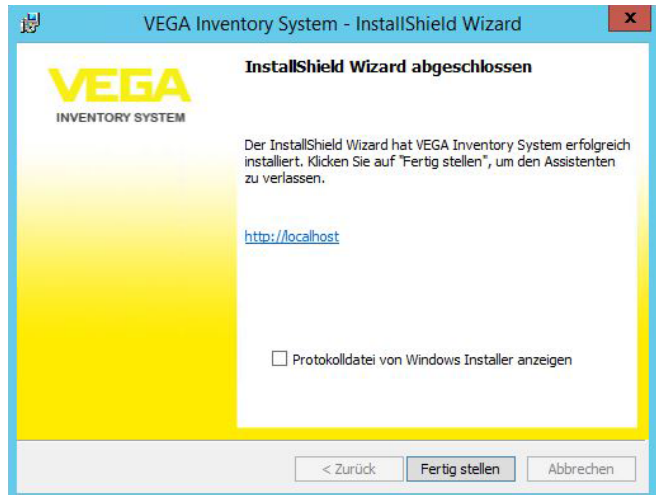 VEGA Inventory System - InstallShield Wizard
x
VEGA
INVENTORY SYSTEM
InstallShield Wizard abgeschlossen
Der InstallShield Wizard hat VEGA Inventory System erfolgreich
installiert. Klicken Sie auf "Fertig stellen", um den Assistenten
zu verlassen.
http://localhost
Protokolldatei von Windows Installer anzeigen
< Zurück
Fertig stellen
Abbrechen